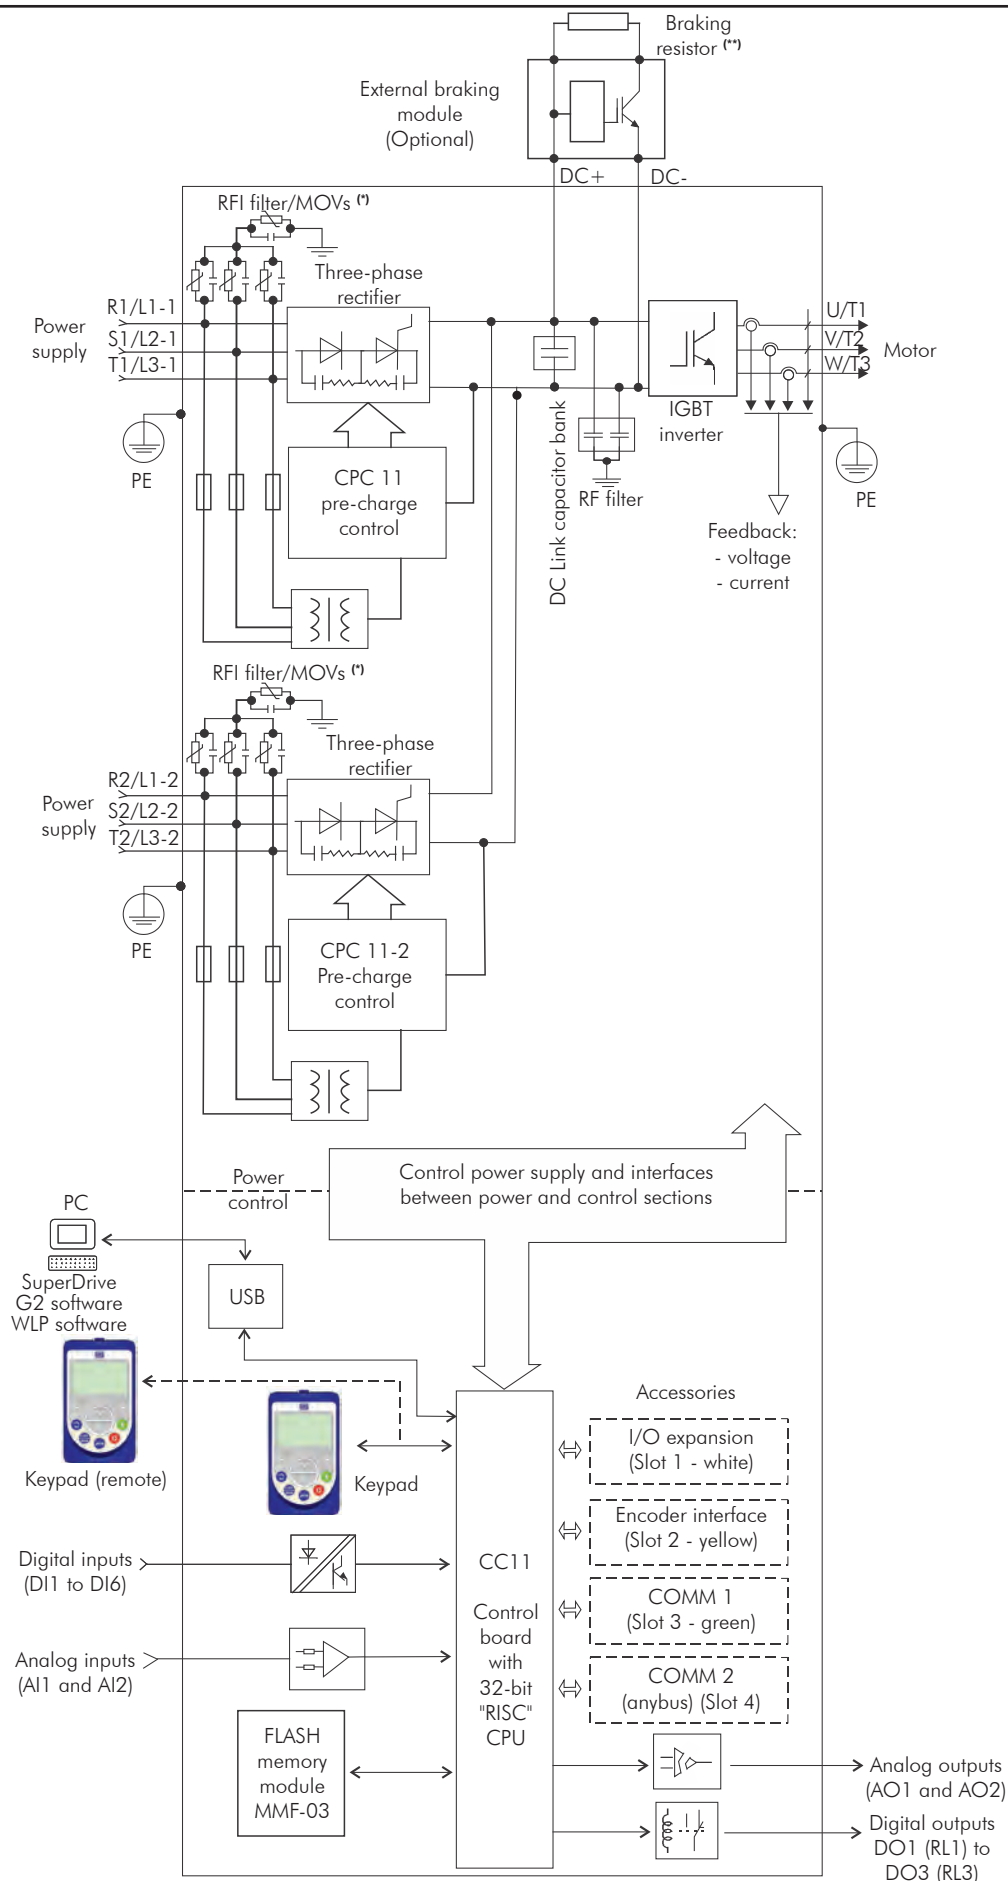 Braking
resistor (**)
External braking
module
(Optional)
DC+ DC-
RFI filter/MOVs (*)
Three-phase
rectifier
Power
supply
R1/L1-1
S1/L2-1
T1/L3-1
PE
CPC 11
pre-charge
control
DC Link capacitor bank
RF filter
IGBT
inverter
U/T1
V/T2
W/T3
Motor
PE
Feedback:
- voltage
- current
RFI filter/MOVs (*)
Three-phase
rectifier
Power
supply
R2/L1-2
S2/L2-2
T2/L3-2
PE
CPC 11-2
Pre-charge
control
Power
control
Control power supply and interfaces
between power and control sections
PC
SuperDrive
G2 software
WLP software
USB
Keypad (remote)
Keypad
Digital inputs
(DI1 to DI6)
Analog inputs
(AI1 and AI2)
FLASH
memory
module
MMF-03
CC11
Control
board
with
32-bit
"RISC"
CPU
Accessories
I/O expansion
(Slot 1 - white)
Encoder interface
(Slot 2 - yellow)
COMM 1
(Slot 3 - green)
COMM 2
(anybus) (Slot 4)
Analog outputs
(AO1 and AO2)
Digital outputs
DO1 (RL1) to
DO3 (RL3)